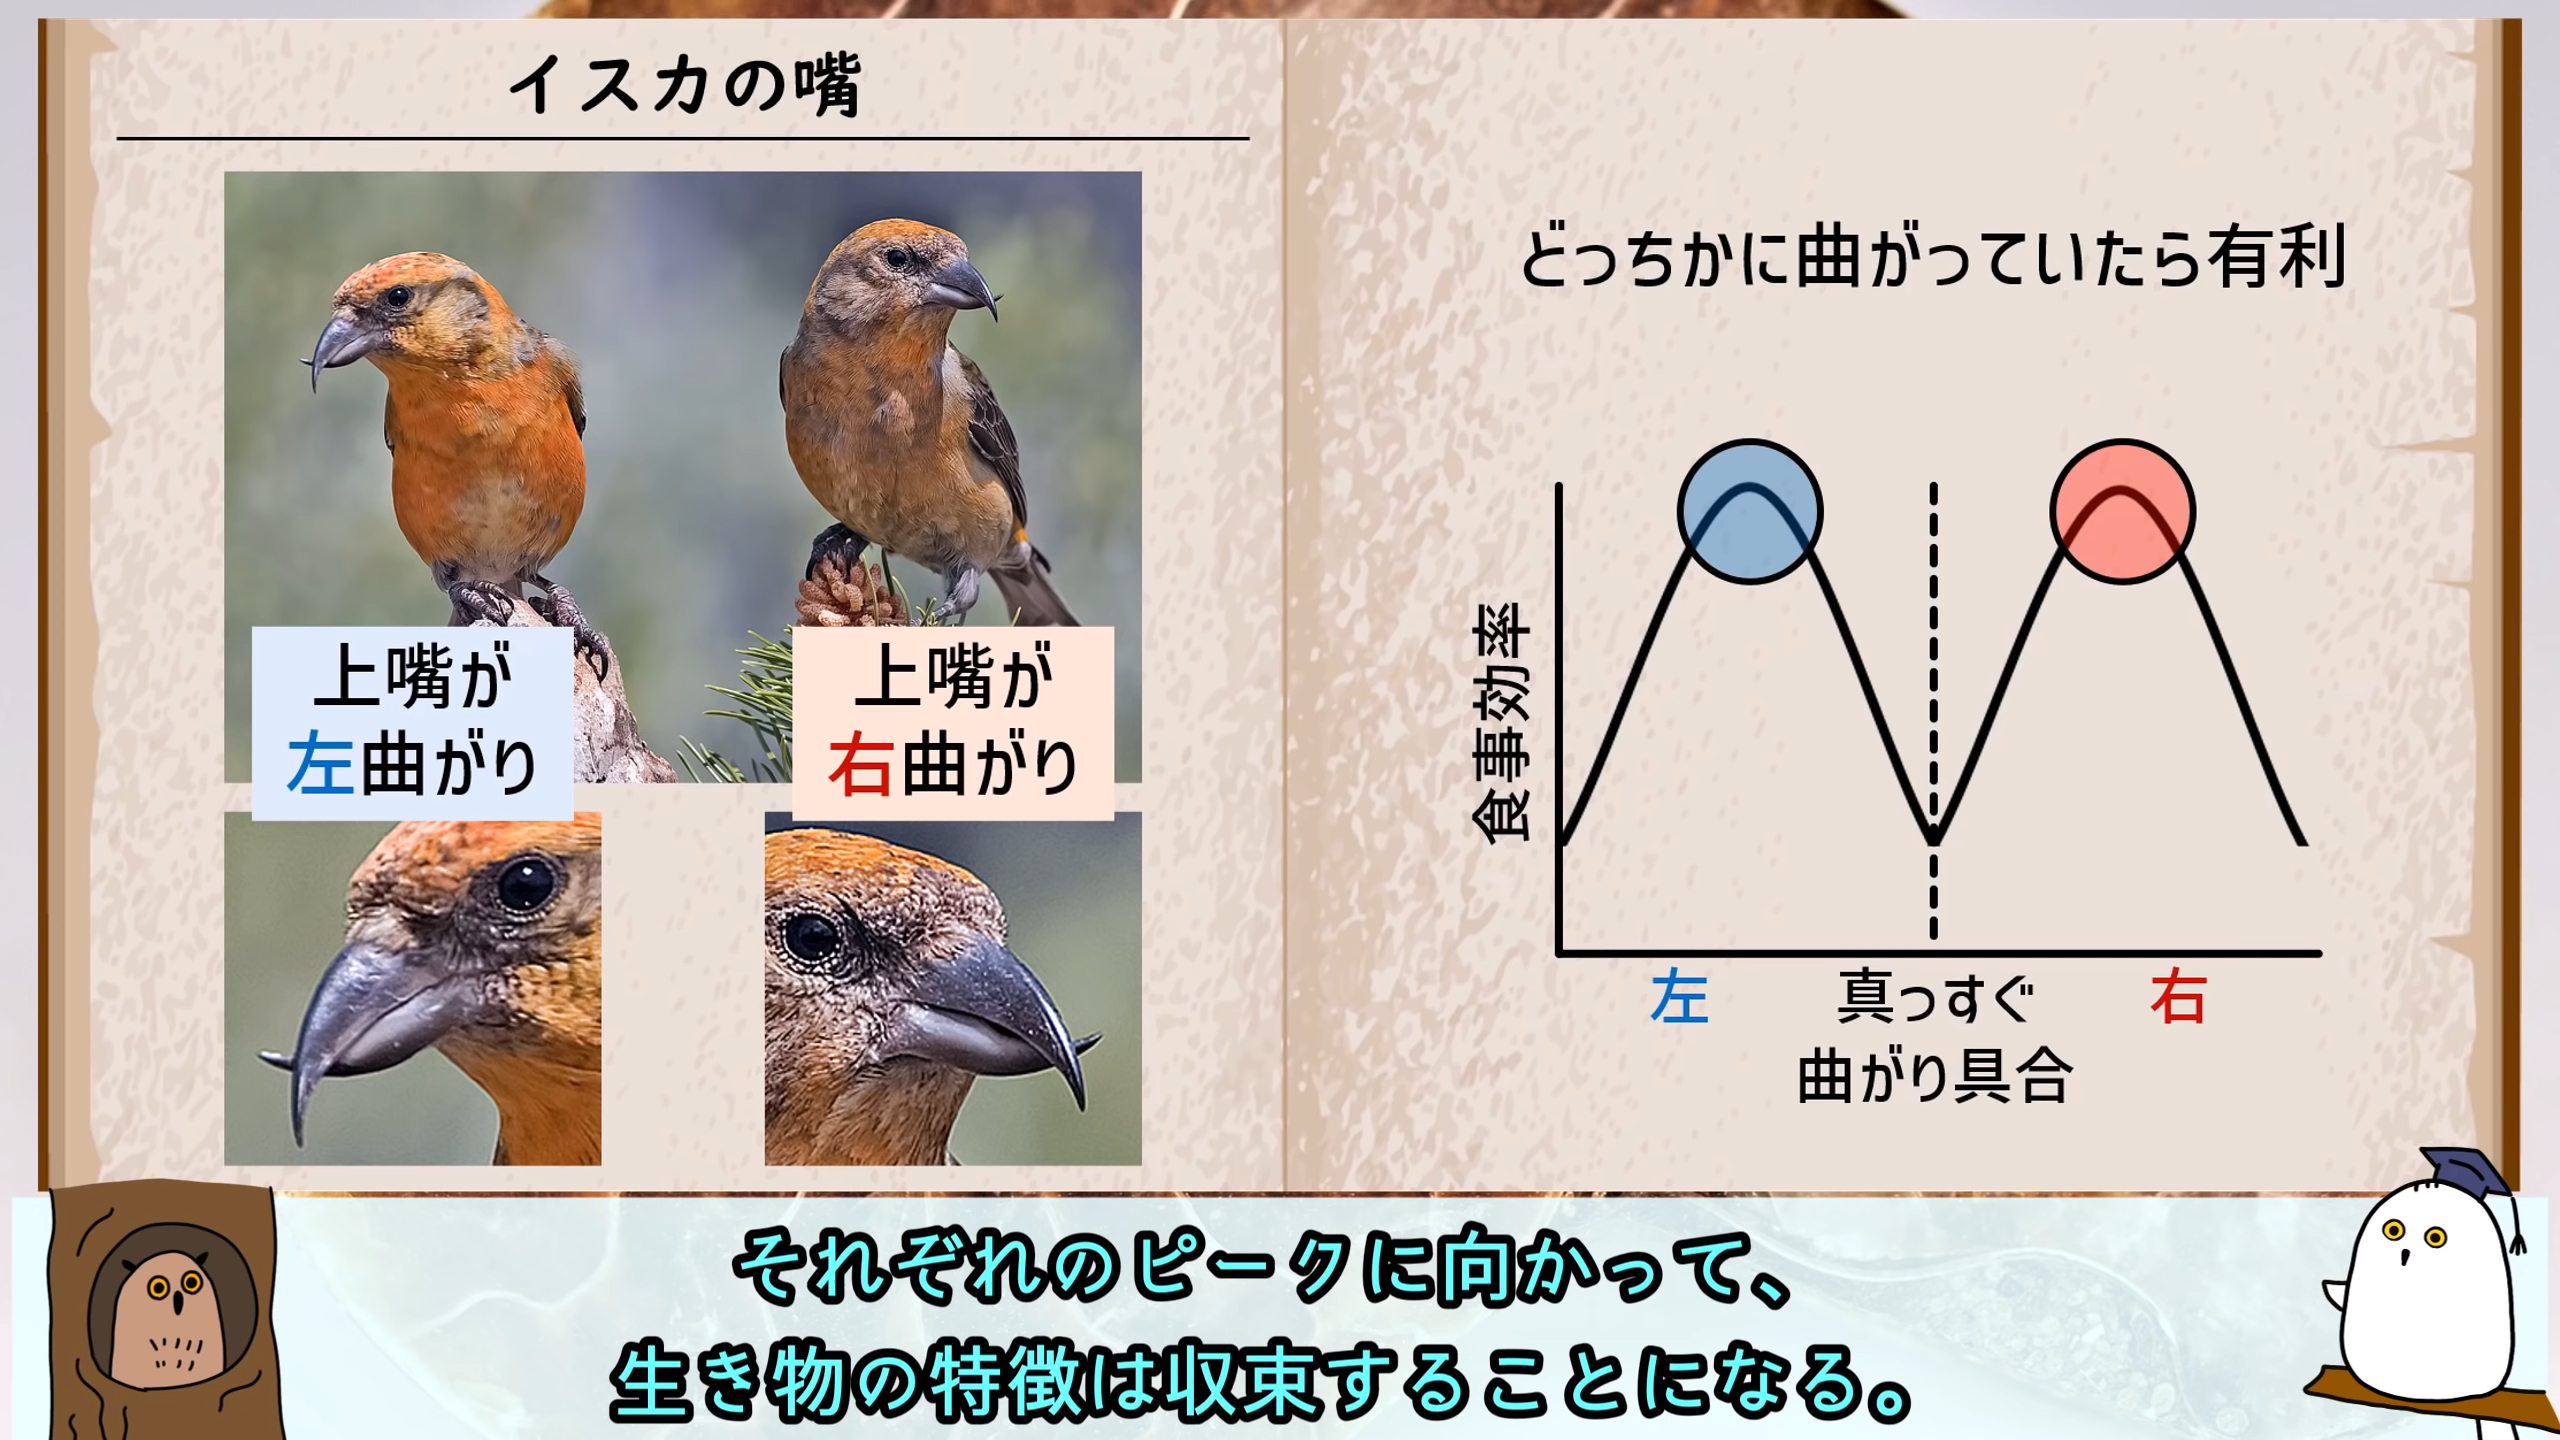 イスカの嘴
上嘴が
左曲がり
上嘴が
右曲がり
どっちかに曲がっていたら有利
食事効率
左 真っすぐ 右
曲がり具合
それぞれのピークに向かって、
生き物の特徴は収束することになる。